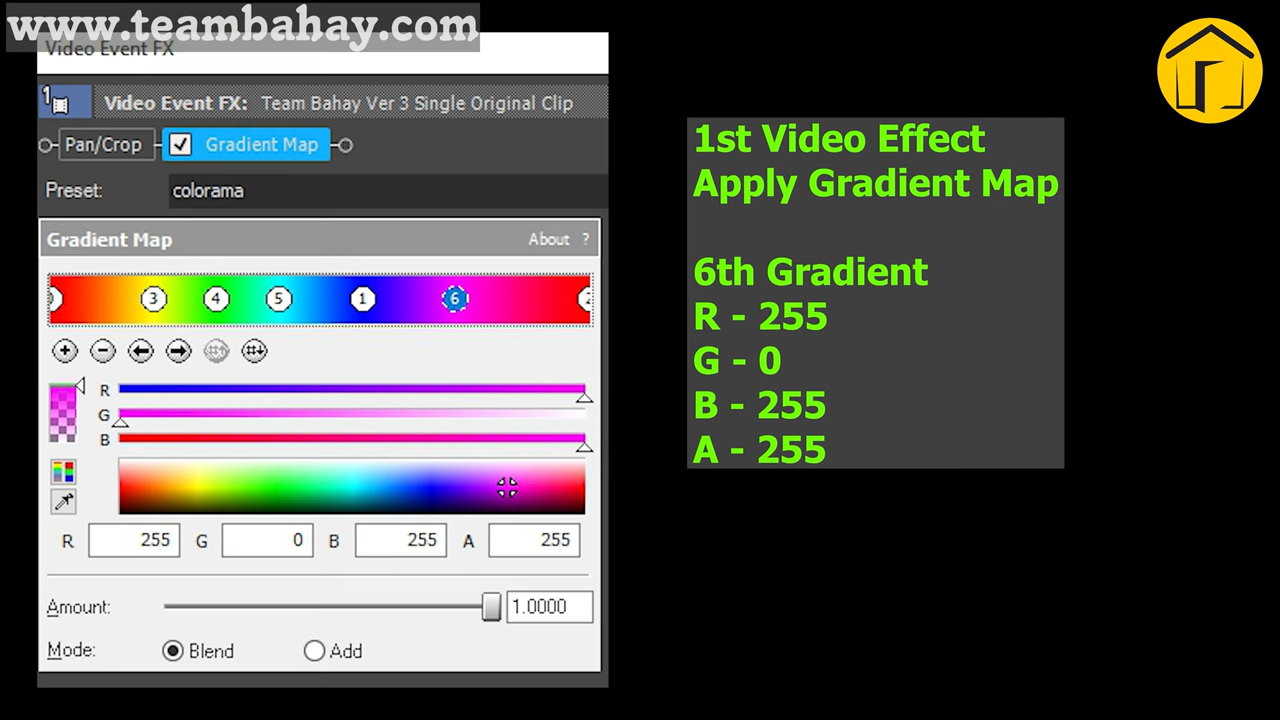 www.teambahay.com
Video Event FX
1
Video Event FX: Team Bahay Ver 3 Single Original Clip
Pan/Crop Gradient Map
Preset: colorama
Gradient Map About ?
3 4 5 1 6
R
G
B
R 255 G 0 B 255 A 255
Amount: 1.0000
Mode: Blend Add
1st Video Effect
Apply Gradient Map
6th Gradient
R - 255
G - 0
B - 255
A - 255